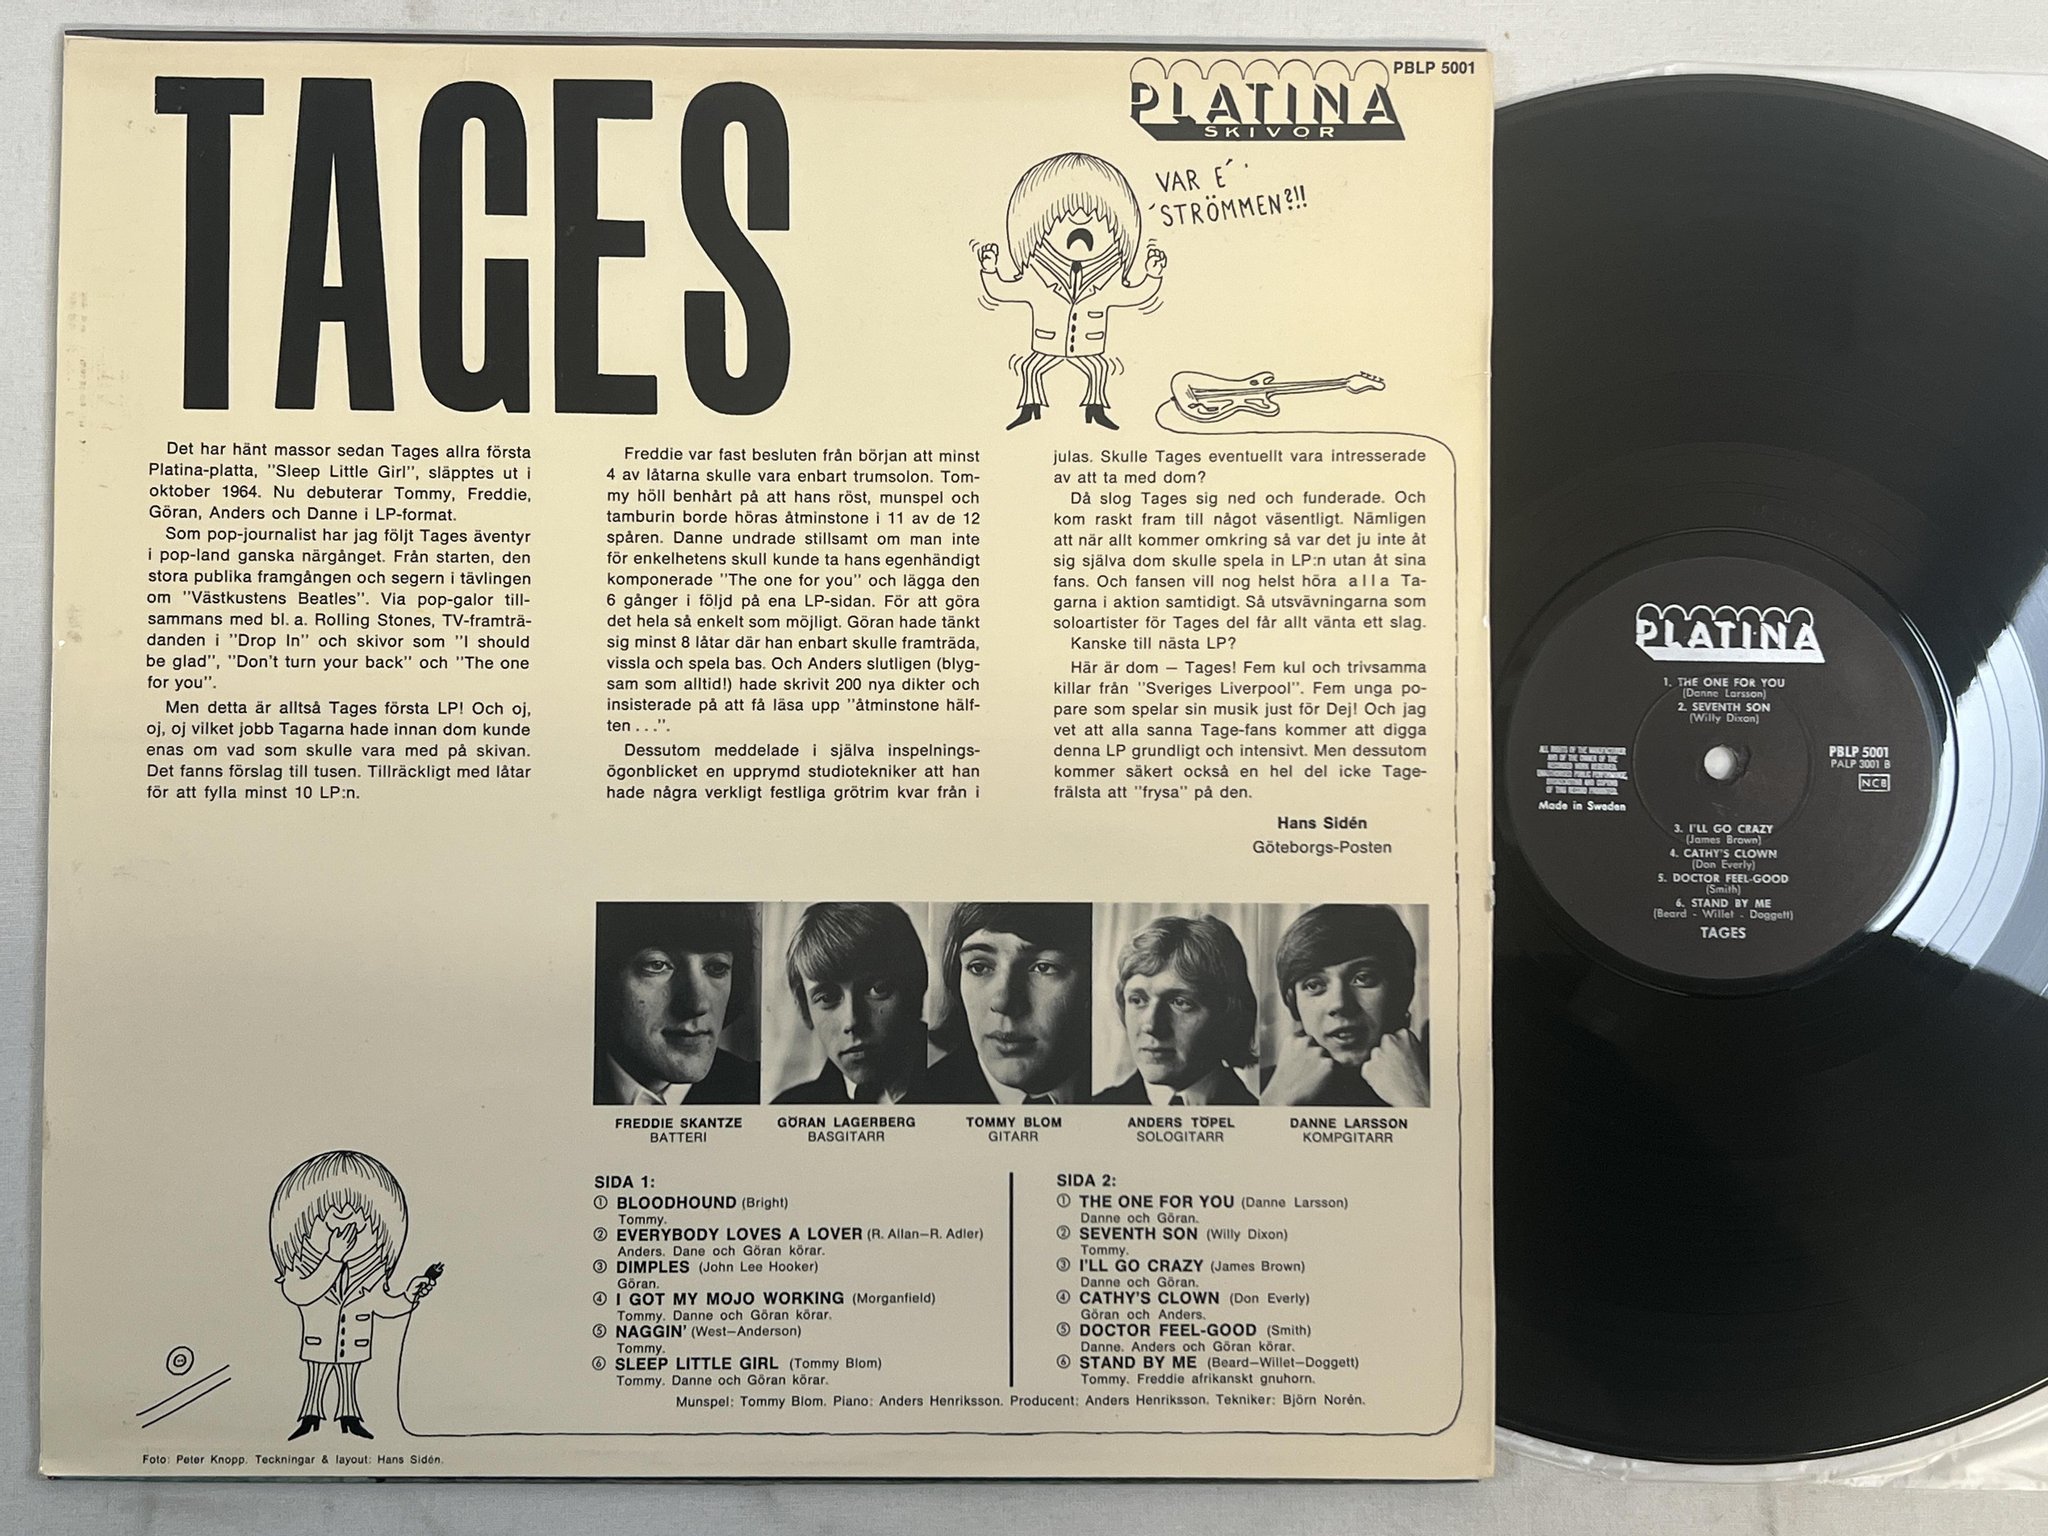 TAGES
PLATINA
SKIVOR
PBLP 5001
VAR E´
´STRÖMMEN?!!
Det har hänt massor sedan Tages allra första
Platina-platta, "Sleep Little Girl", släpptes ut i
oktober 1964. Nu debuterar Tommy, Freddie,
Göran, Anders och Danne i LP-format.
Som pop-journalist har jag följt Tages äventyr
i pop-land ganska närgånget. Från starten, den
stora publika framgången och segern i tävlingen
om "Västkustens Beatles". Via pop-galor till-
sammans med bl. a. Rolling Stones, TV-framträ-
danden i "Drop In" och skivor som "I should
be glad", "Don't turn your back" och "The one
for you".
Men detta är alltså Tages första LP! Och oj,
oj, oj vilket jobb Tagarna hade innan dom kunde
enas om vad som skulle vara med på skivan.
Det fanns förslag till tusen. Tillräckligt med låtar
för att fylla minst 10 LP:n.
Freddie var fast besluten från början att minst
4 av låtarna skulle vara enbart trumsolon. Tom-
my höll benhårt på att hans röst, munspel och
tamburin borde höras åtminstone i 11 av de 12
spåren. Danne undrade stillsamt om man inte
för enkelhetens skull kunde ta hans egenhändigt
komponerade "The one for you" och lägga den
6 gånger i följd på ena LP-sidan. För att göra
det hela så enkelt som möjligt. Göran hade tänkt
sig minst 8 låtar där han enbart skulle framträda,
vissla och spela bas. Och Anders slutligen (blyg-
sam som alltid!) hade skrivit 200 nya dikter och
insisterade på att få läsa upp "åtminstone hälf-
ten . . .".
Dessutom meddelade i själva inspelnings-
ögonblicket en upprymd studiotekniker att han
hade några verkligt festliga grötrim kvar från i
julas. Skulle Tages eventuellt vara intresserade
av att ta med dom?
Då slog Tages sig ned och funderade. Och
kom raskt fram till något väsentligt. Nämligen
att när allt kommer omkring så var det ju inte åt
sig själva dom skulle spela in LP:n utan åt sina
fans. Och fansen vill nog helst höra alla Ta-
garna i aktion samtidigt. Så utsvävningarna som
soloartister för Tages del får allt vänta ett slag.
Kanske till nästa LP?
Här är dom — Tages! Fem kul och trivsamma
killar från "Sveriges Liverpool". Fem unga po-
pare som spelar sin musik just för Dej! Och jag
vet att alla sanna Tage-fans kommer att digga
denna LP grundligt och intensivt. Men dessutom
kommer säkert också en hel del icke Tage-
frälsta att "frysa" på den.
Hans Sidén
Göteborgs-Posten
FREDDIE SKANTZE
BATTERI
GÖRAN LAGERBERG
BASGITARR
TOMMY BLOM
GITARR
ANDERS TÖPEL
SOLOGITARR
DANNE LARSSON
KOMPGITARR
SIDA 1:
① BLOODHOUND (Bright)
Tommy.
② EVERYBODY LOVES A LOVER (R. Allan—R. Adler)
Anders. Dane och Göran körar.
③ DIMPLES (John Lee Hooker)
Göran.
④ I GOT MY MOJO WORKING (Morganfield)
Tommy. Danne och Göran körar.
⑤ NAGGIN' (West—Anderson)
Tommy.
⑥ SLEEP LITTLE GIRL (Tommy Blom)
Tommy. Danne och Göran körar.
SIDA 2:
① THE ONE FOR YOU (Danne Larsson)
Danne och Göran.
② SEVENTH SON (Willy Dixon)
Tommy.
③ I'LL GO CRAZY (James Brown)
Danne och Göran.
④ CATHY'S CLOWN (Don Everly)
Göran och Anders.
⑤ DOCTOR FEEL-GOOD (Smith)
Danne. Anders och Göran körar.
⑥ STAND BY ME (Beard—Willet—Doggett)
Tommy. Freddie afrikanskt gnuhorn.
Munspel: Tommy Blom. Piano: Anders Henriksson. Producent: Anders Henriksson. Tekniker: Björn Norén.
Foto: Peter Knopp. Teckningar & layout: Hans Sidén.
PLATINA
1. THE ONE FOR YOU
(Danne Larsson)
2. SEVENTH SON
(Willy Dixon)
ALL RIGHTS OF THE MANUFACTURER
AND OF THE OWNER OF THE
RECORDED WORK RESERVED.
UNAUTHORISED PUBLIC PERFORMANCE,
BROADCASTING AND COPYING
OF THIS RECORD PROHIBITED.
Made in Sweden
PBLP 5001
PALP 3001 B
NCB
3. I'LL GO CRAZY
(James Brown)
4. CATHY'S CLOWN
(Don Everly)
5. DOCTOR FEEL-GOOD
(Smith)
6. STAND BY ME
(Beard - Willet - Doggett)
TAGES